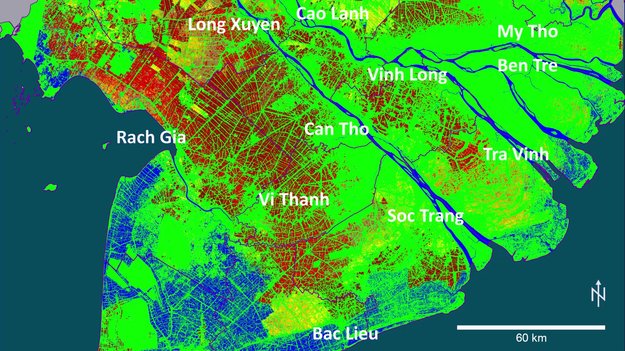 Cao Lanh
Long Xuyen
My Tho
Ben Tre
Vinh Long
Can Tho
Rach Gia
Tra Vinh
Vi Thanh
Soc Trang
N
60 km
Bac Lieu